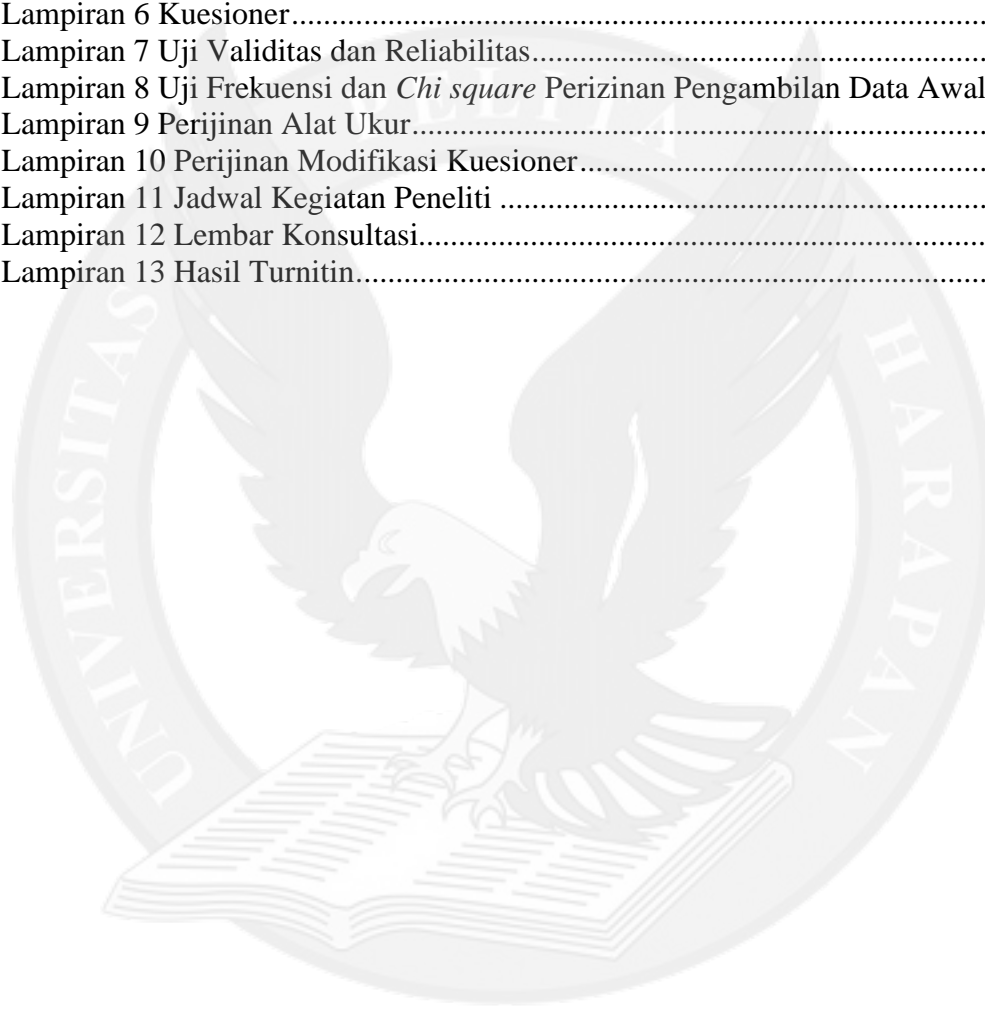 Lampiran 6 Kuesioner..........................................................................................
Lampiran 7 Uji Validitas dan Reliabilitas...........................................................
Lampiran 8 Uji Frekuensi dan Chi square Perizinan Pengambilan Data Awal
Lampiran 9 Perijinan Alat Ukur.........................................................................
Lampiran 10 Perijinan Modifikasi Kuesioner....................................................
Lampiran 11 Jadwal Kegiatan Peneliti ..............................................................
Lampiran 12 Lembar Konsultasi.........................................................................
Lampiran 13 Hasil Turnitin.................................................................................
UNIVERSITAS PELITA HARAPAN